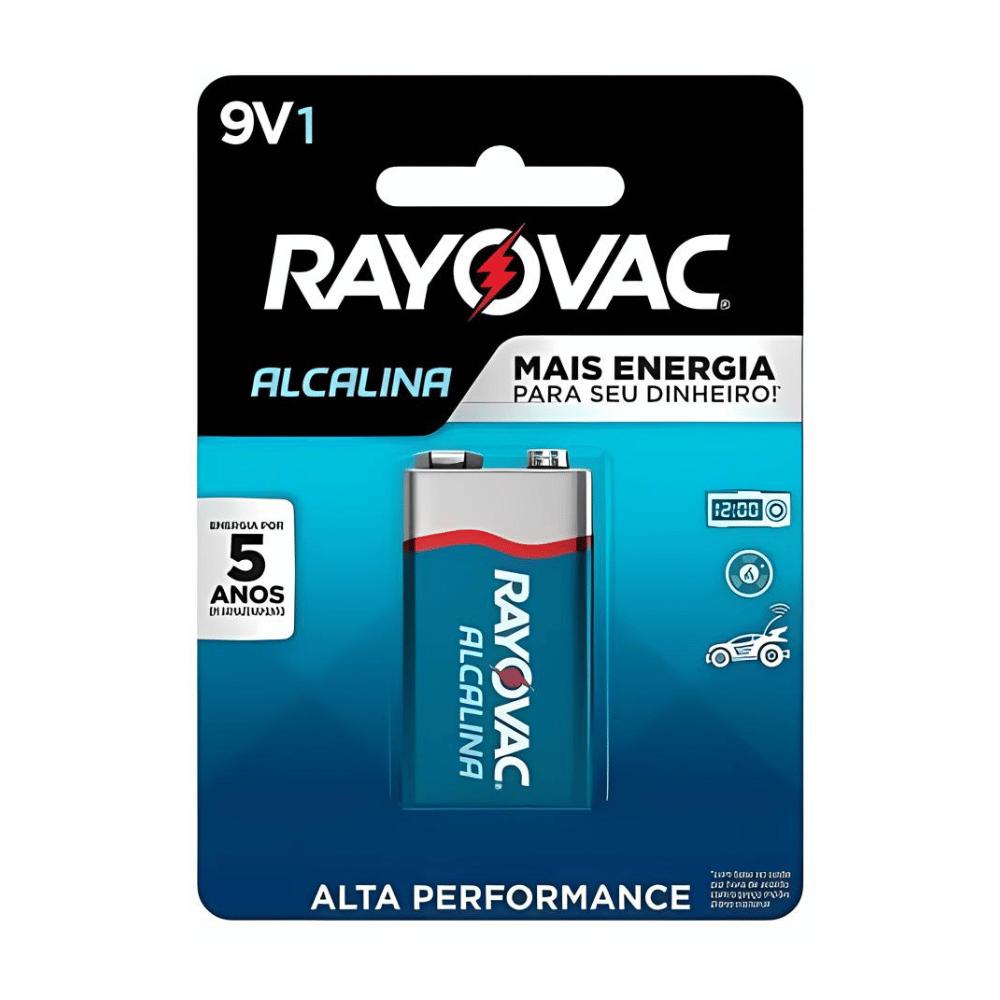 9V1
RAYOVAC
ALCALINA
MAIS ENERGIA
PARA SEU DINHEIRO!
12:00
ENERGIA POR
5
ANOS
RAYOVAC
ALCALINA
ALTA PERFORMANCE